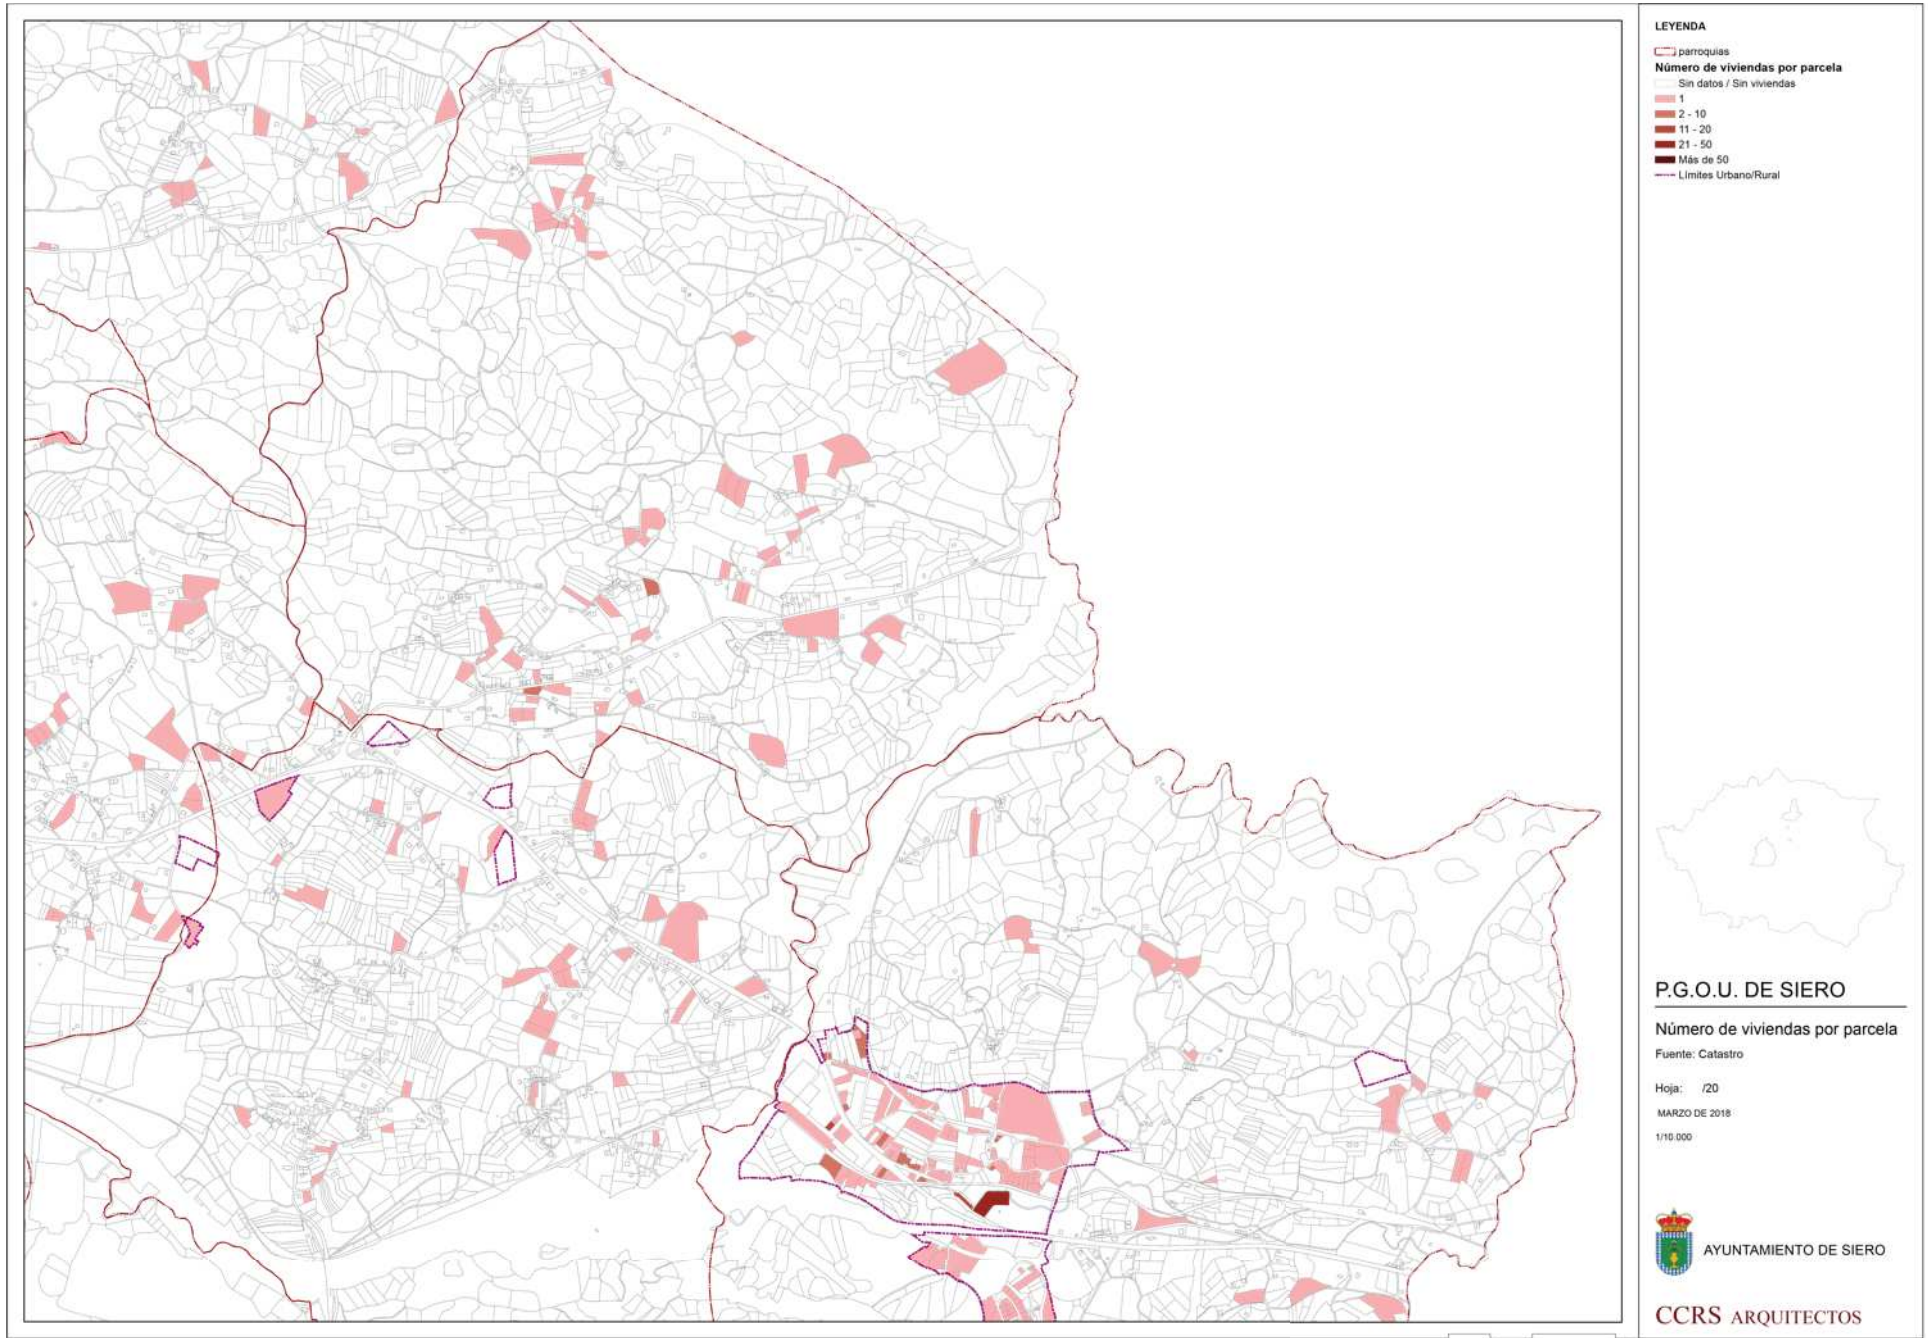 LEYENDA
parroquias
Número de viviendas por parcela
Sin datos / Sin viviendas
1
2 - 10
11 - 20
21 - 50
Más de 50
Límites Urbano/Rural
P.G.O.U. DE SIERO
Número de viviendas por parcela
Fuente: Catastro
Hoja: /20
MARZO DE 2018
1/10.000
AYUNTAMIENTO DE SIERO
CCRS ARQUITECTOS